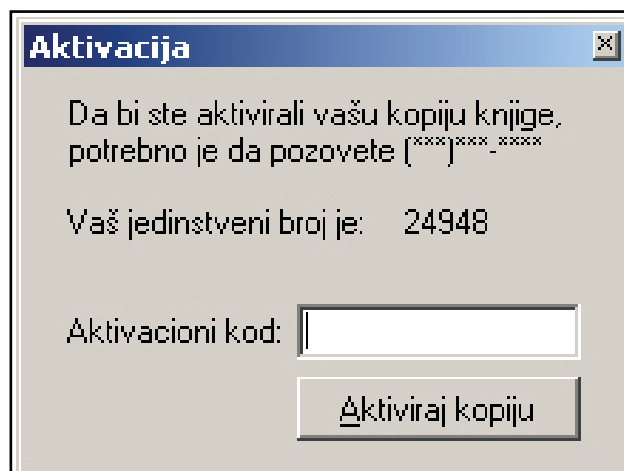 Aktivacija
Da bi ste aktivirali vašu kopiju knjige,
potrebno je da pozovete (***)***-****
Vaš jedinstveni broj je: 24948
Aktivacioni kod:
Aktiviraj kopiju